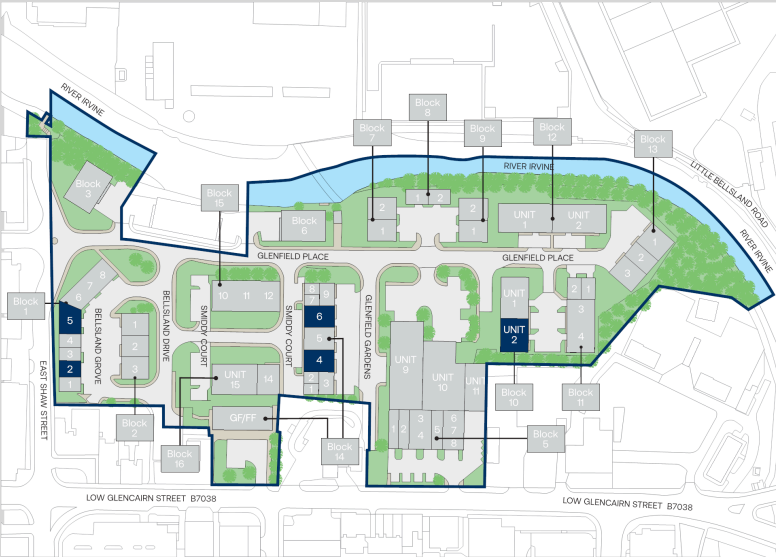 RIVER IRVINE
Block
3
Block
7
Block
8
Block
9
Block
12
Block
13
LITTLE BELLSLAND ROAD
RIVER IRVINE
RIVER IRVINE
Block
15
Block
6
2
1
1 2
2
1
UNIT
1
UNIT
2
1
2
3
GLENFIELD PLACE
GLENFIELD PLACE
Block
1
8
7
6
5
4
3
2
1
BELLSLAND GROVE
1
2
3
BELLSLAND DRIVE
SMIDDY COURT
10 11 12
SMIDDY COURT
8 9
7
6
5
4
2 3
1
GLENFIELD GARDENS
UNIT
9
UNIT
10
UNIT
11
UNIT
1
UNIT
2
2 1
3
4
EAST SHAW STREET
UNIT
15
14
GF/FF
1 2
3
4
5
6
7
8
Block
2
Block
16
Block
14
Block
5
Block
10
Block
11
LOW GLENCAIRN STREET B7038
LOW GLENCAIRN STREET B7038